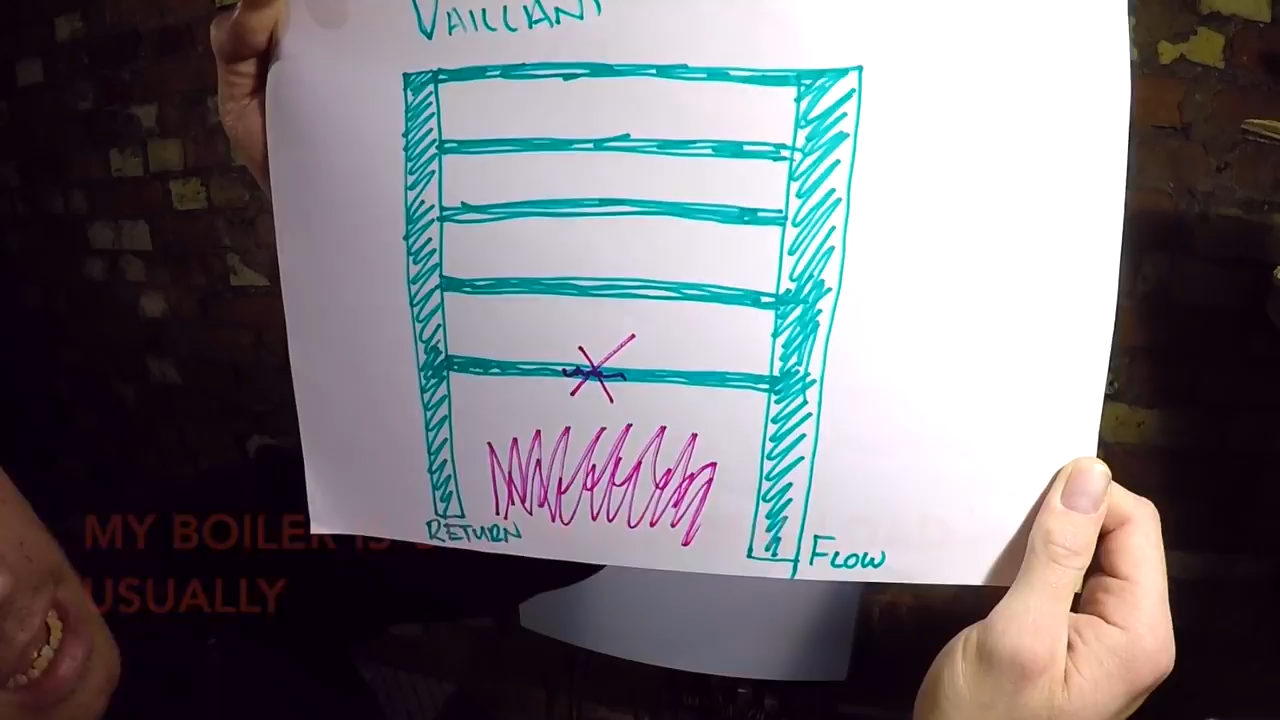 VAILLANT
RETURN
FLOW
MY BOILER IS
USUALLY